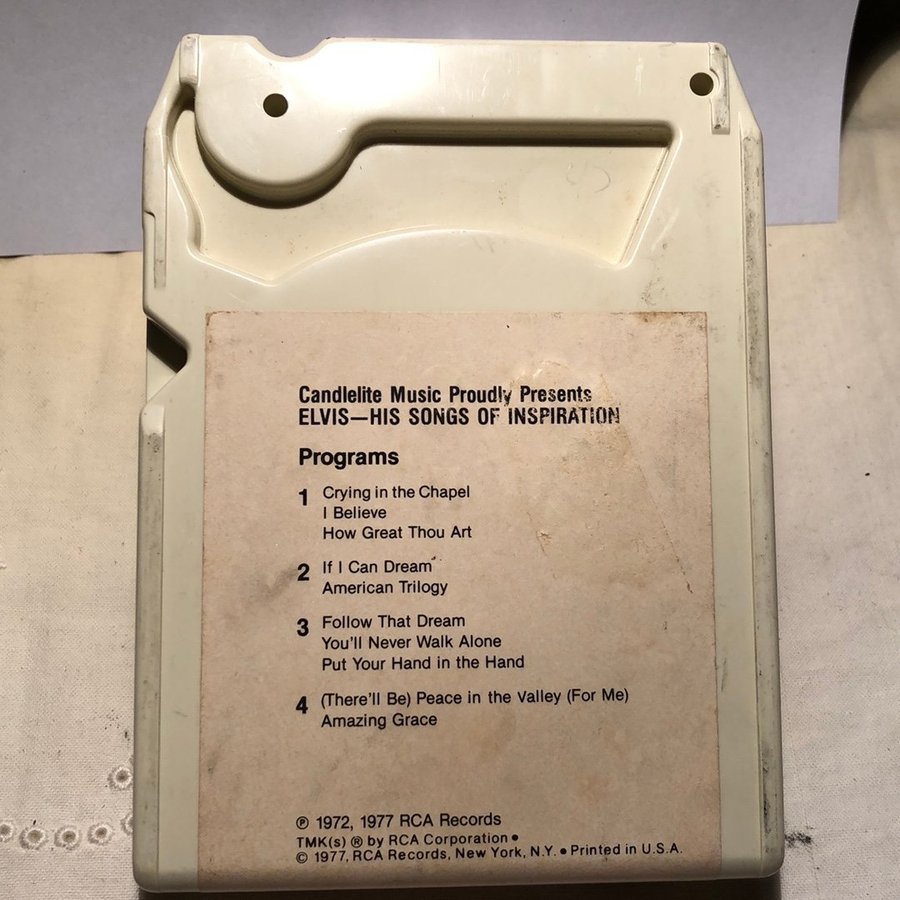 Candlelite Music Proudly Presents
ELVIS—HIS SONGS OF INSPIRATION
Programs
1 Crying in the Chapel
I Believe
How Great Thou Art
2 If I Can Dream
American Trilogy
3 Follow That Dream
You'll Never Walk Alone
Put Your Hand in the Hand
4 (There'll Be) Peace in the Valley (For Me)
Amazing Grace
℗ 1972, 1977 RCA Records
TMK(s) ® by RCA Corporation •
© 1977, RCA Records, New York, N.Y. • Printed in U.S.A.